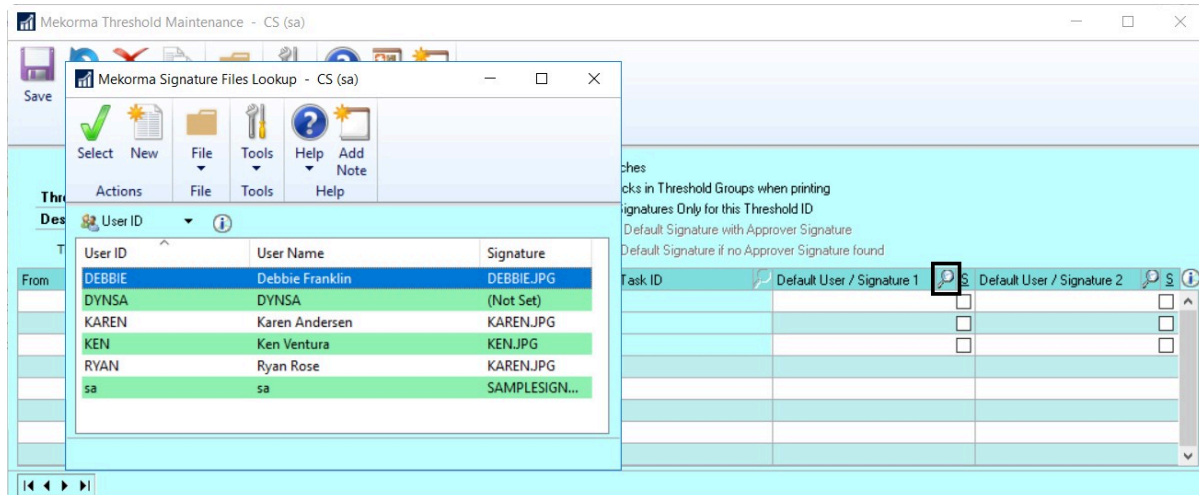 Mekorma Threshold Maintenance - CS (sa)
Save
Mekorma Signature Files Lookup - CS (sa)
Select New File Tools Help Add Note
Actions File Tools Help
User ID
User ID User Name Signature
DEBBIE Debbie Franklin DEBBIE.JPG
DYNSA DYNSA (Not Set)
KAREN Karen Andersen KAREN.JPG
KEN Ken Ventura KEN.JPG
RYAN Ryan Rose KAREN.JPG
sa sa SAMPLESIGN...
Thre
Des
T
ches
cks in Threshold Groups when printing
ignatures Only for this Threshold ID
Default Signature with Approver Signature
Default Signature if no Approver Signature found
From Task ID Default User / Signature 1 S Default User / Signature 2 S